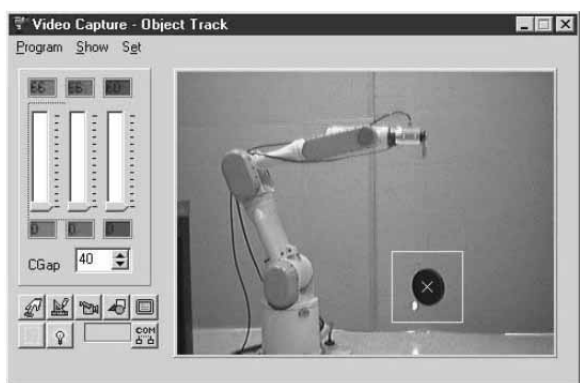 Video Capture - Object Track
Program Show Set
66 66 60
0 0 0
CGap 40
COM